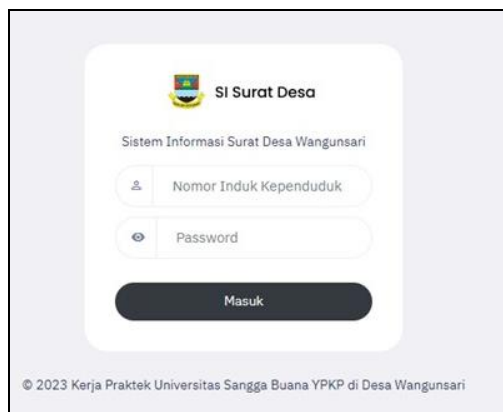 SI Surat Desa
Sistem Informasi Surat Desa Wangunsari
Nomor Induk Kependuduk
Password
Masuk
© 2023 Kerja Praktek Universitas Sangga Buana YPKP di Desa Wangunsari